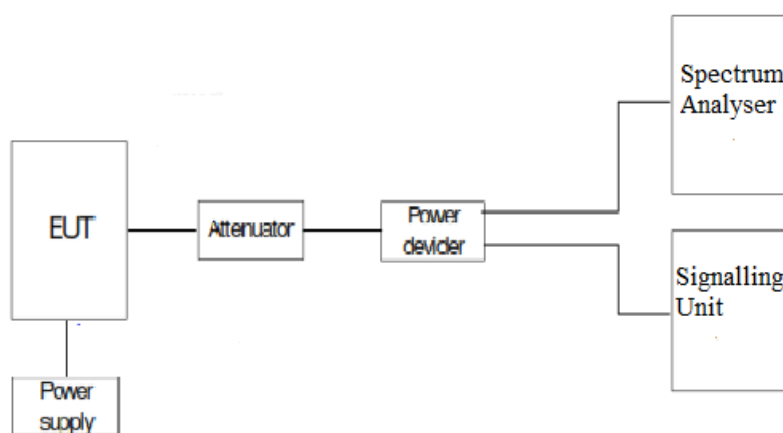 Spectrum
Analyser
EUT
Attenuator
Power
devider
Signalling
Unit
Power
supply